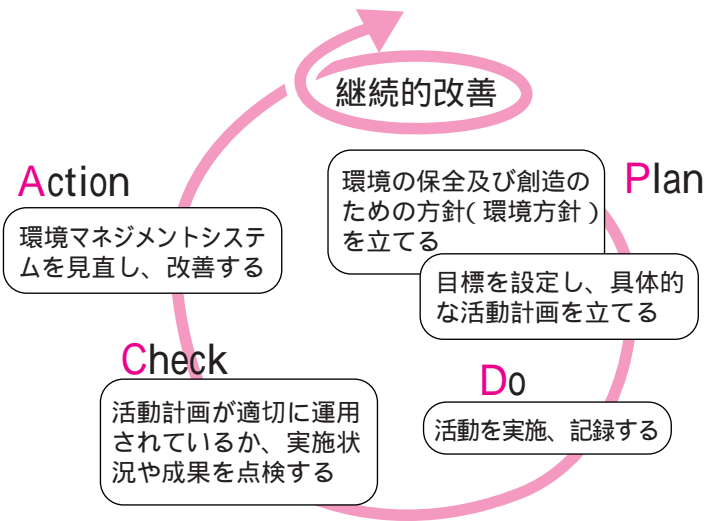 継続的改善
Plan
環境の保全及び創造の
ための方針(環境方針)
を立てる
目標を設定し、具体的
な活動計画を立てる
Do
活動を実施、記録する
Check
活動計画が適切に運用
されているか、実施状
況や成果を点検する
Action
環境マネジメントシステ
ムを見直し、改善する